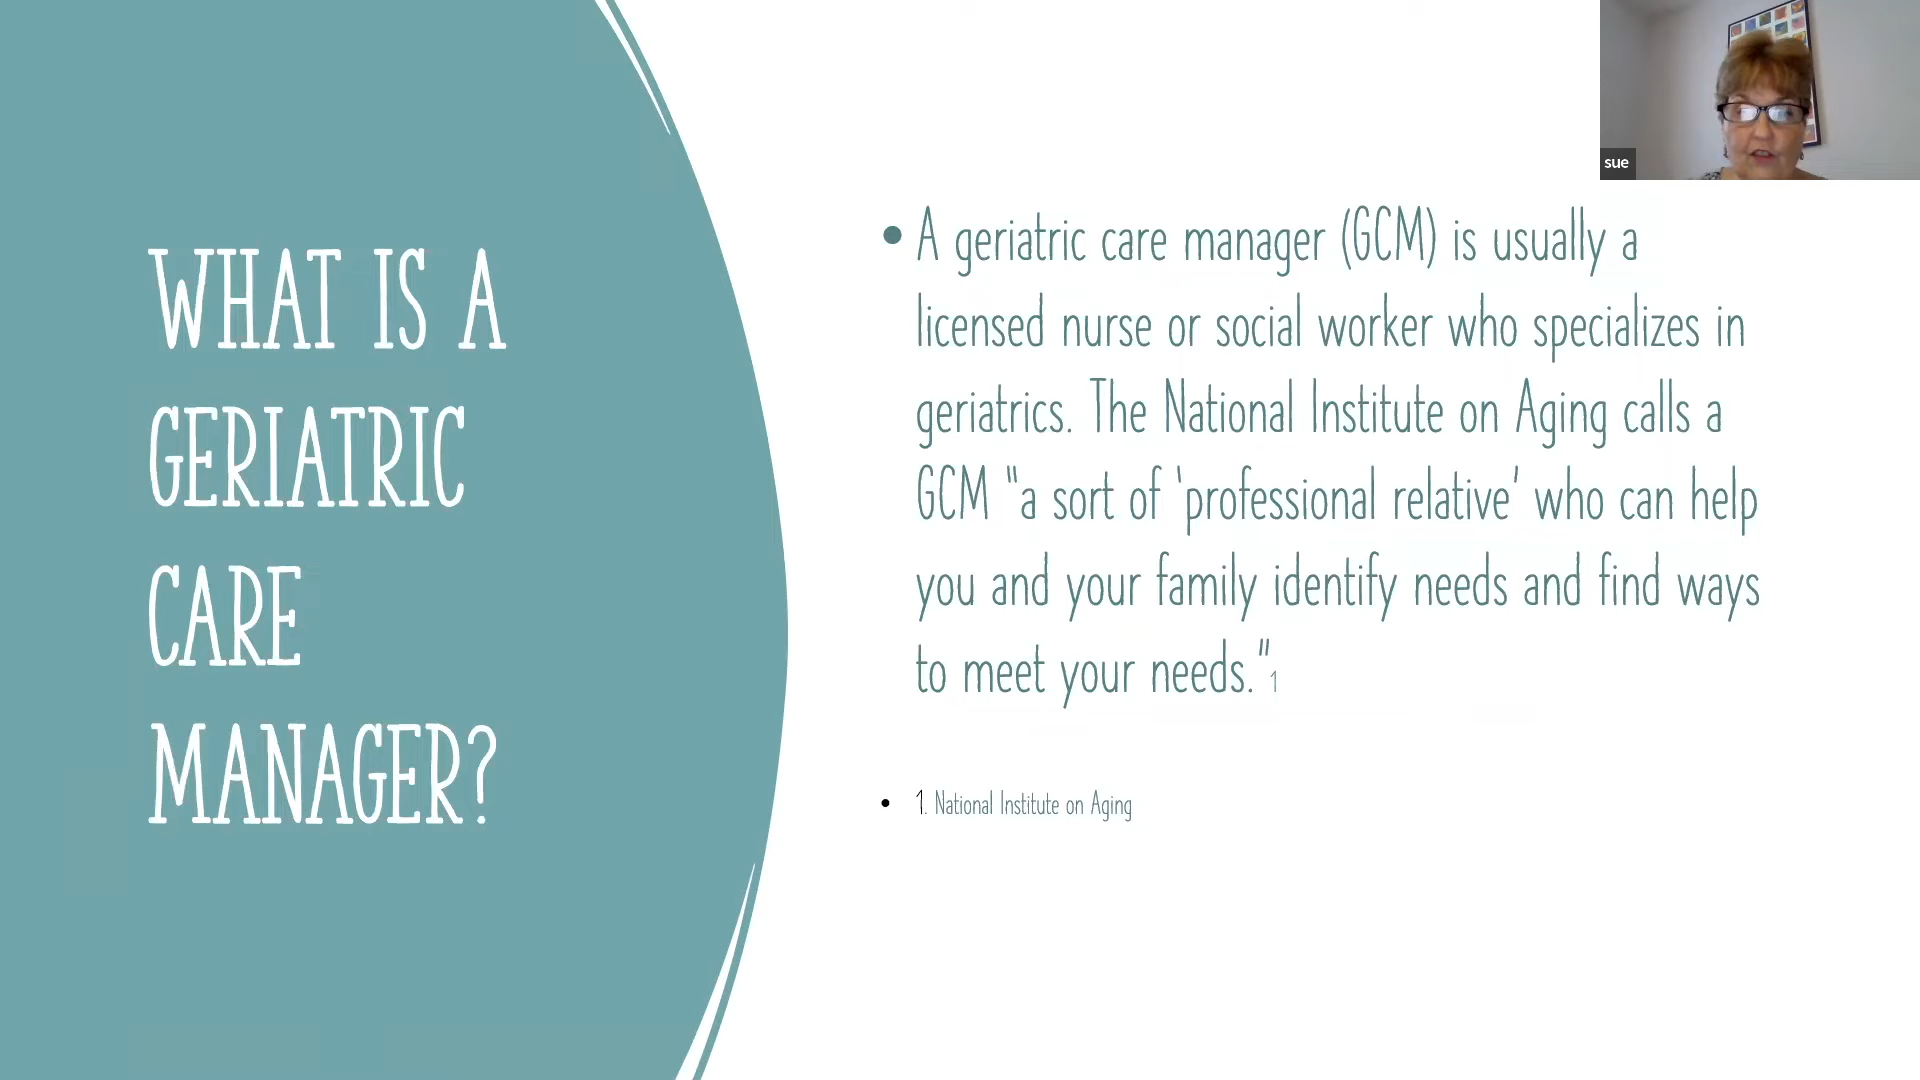 WHAT IS A
GERIATRIC
CARE
MANAGER?
• A geriatric care manager (GCM) is usually a
licensed nurse or social worker who specializes in
geriatrics. The National Institute on Aging calls a
GCM "a sort of 'professional relative' who can help
you and your family identify needs and find ways
to meet your needs."1
• 1. National Institute on Aging
sue